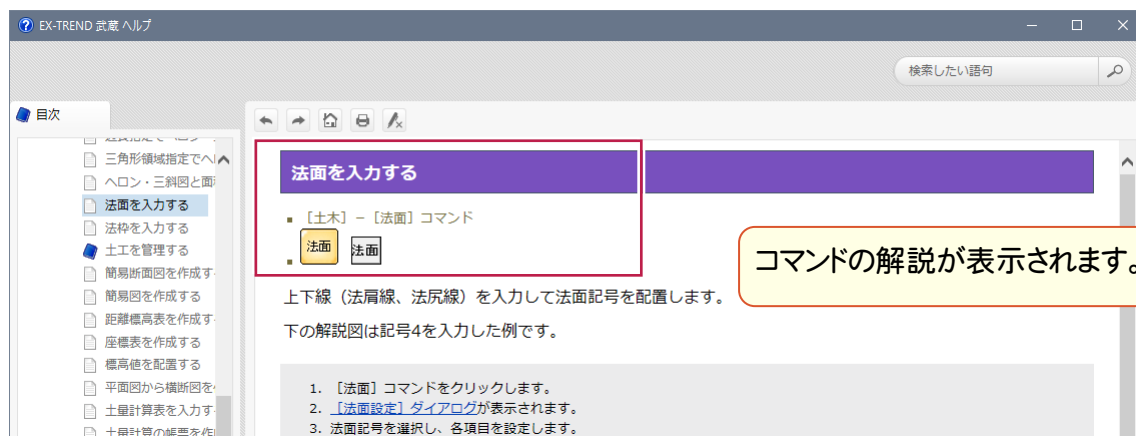 EX-TREND 武蔵 ヘルプ
検索したい語句
目次
三角形領域指定でヘ
ヘロン・三斜図と面
法面を入力する
法枠を入力する
土工を管理する
簡易断面図を作成す
簡易図を作成する
距離標高表を作成す
座標表を作成する
標高値を配置する
平面図から横断図を
土量計算表を入力す
土量計算の帳票を作
法面を入力する
［土木］－［法面］コマンド
法面 法面
コマンドの解説が表示されます。
上下線（法肩線、法尻線）を入力して法面記号を配置します。
下の解説図は記号4を入力した例です。
1. ［法面］コマンドをクリックします。
2. ［法面設定］ダイアログが表示されます。
3. 法面記号を選択し、各項目を設定します。